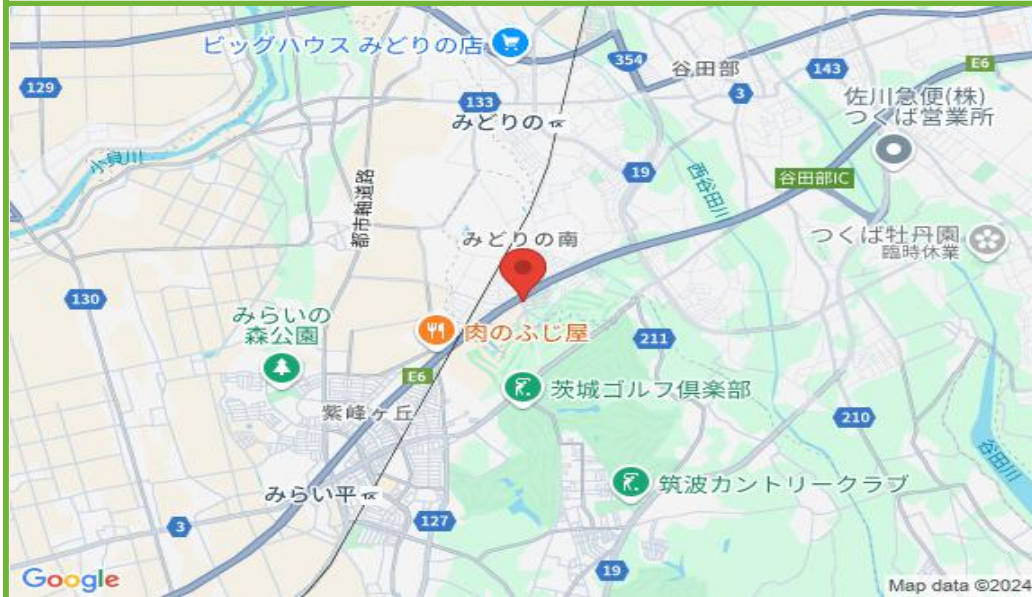 ビッグハウス みどりの店
354
谷田部
143
E6
129
133
3
佐川急便(株)
つくば営業所
みどりの
小貝川
19
西谷田川
谷田部IC
都市軸道路
みどりの南
つくば牡丹園
臨時休業
130
みらいの
森公園
肉のふじ屋
211
E6
茨城ゴルフ倶楽部
紫峰ヶ丘
210
谷田川
筑波カントリークラブ
みらい平
127
3
19
Google
Map data ©2024